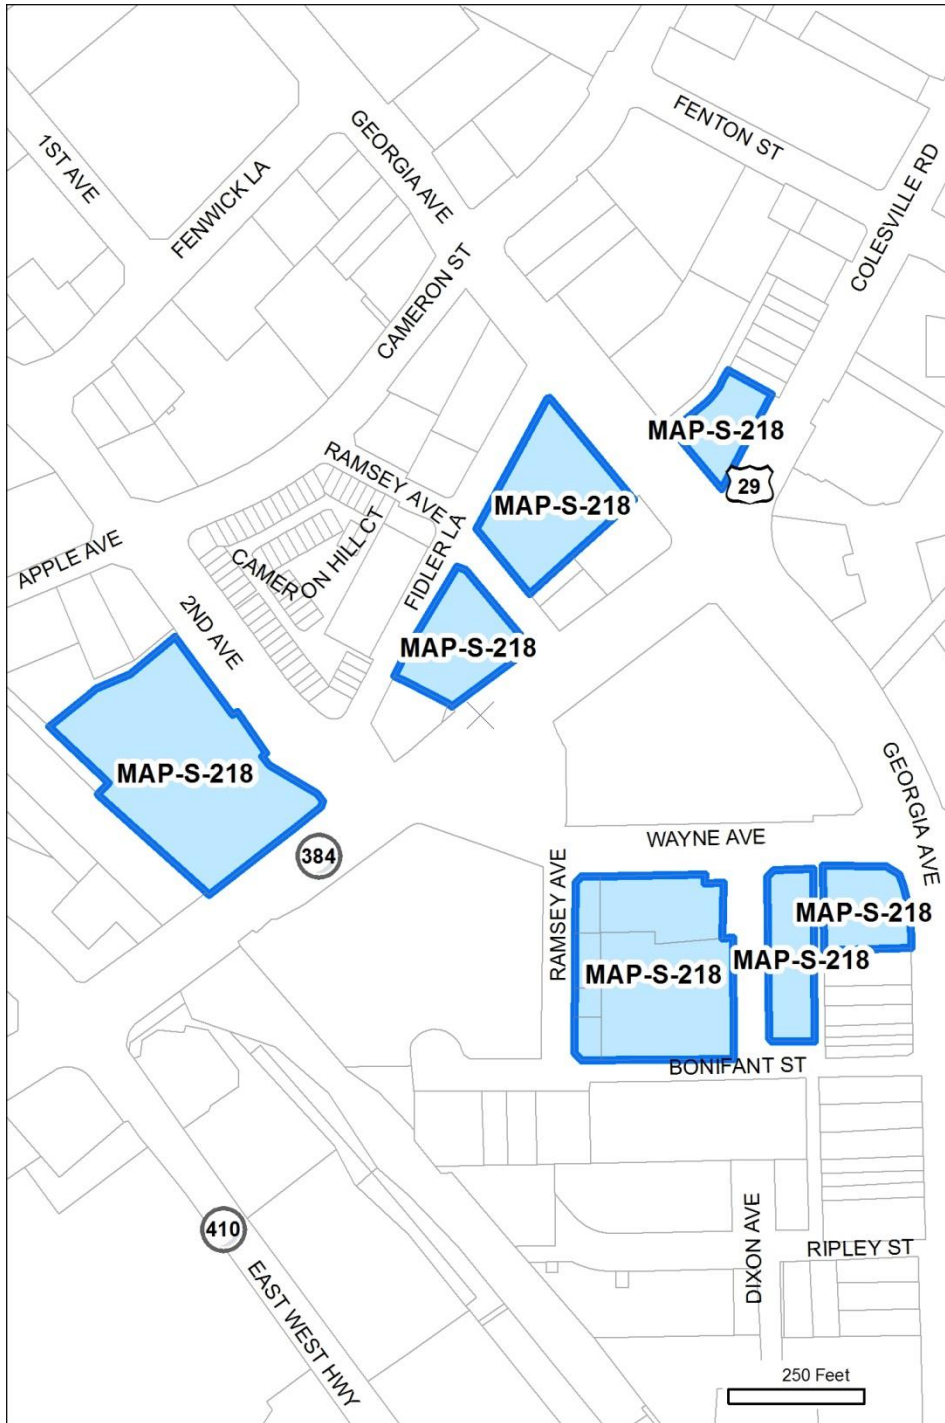 FENTON ST
GEORGIA AVE
1ST AVE
FENWICK LA
COLESVILLE RD
CAMERON ST
MAP-S-218
29
RAMSEY AVE
MAP-S-218
CAMERON HILL CT
FIDLER LA
APPLE AVE
2ND AVE
MAP-S-218
MAP-S-218
GEORGIA AVE
WAYNE AVE
384
RAMSEY AVE
MAP-S-218
MAP-S-218
MAP-S-218
BONIFANT ST
410
DIXON AVE
RIPLEY ST
EAST WEST HWY
250 Feet